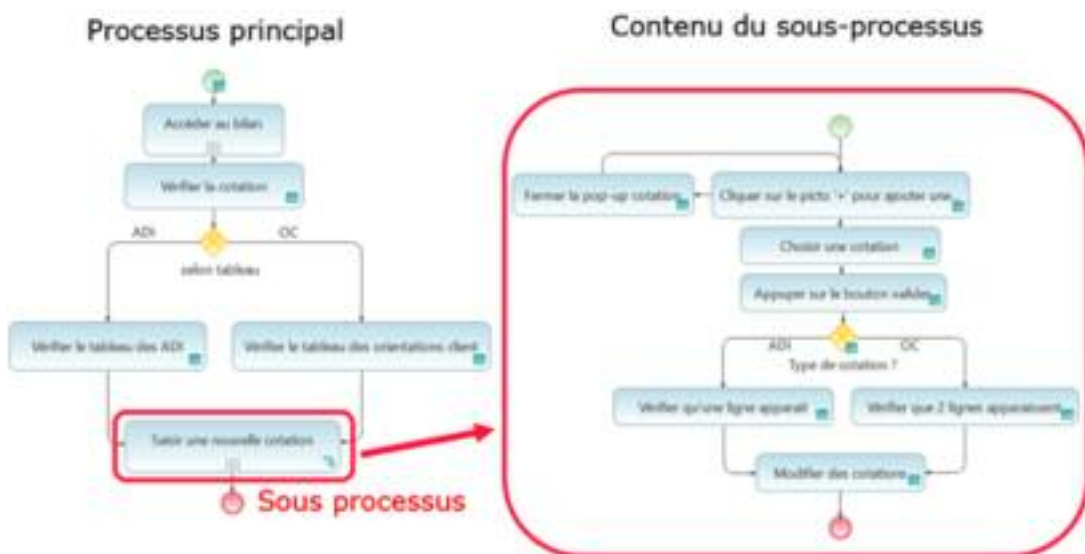 Processus principal
Contenu du sous-processus
Accéder au bilan
Vérifier la cotation
ADI
OC
selon tableau
Vérifier le tableau des ADI
Vérifier le tableau des orientations client
Saisir une nouvelle cotation
Sous processus
Fermer la pop-up cotation
Cliquer sur le picto '+' pour ajouter une
Choisir une cotation
Appuyer sur le bouton valider
ADI
OC
Type de cotation ?
Vérifier qu'une ligne apparait
Vérifier que 2 lignes apparaissent
Modifier des cotations